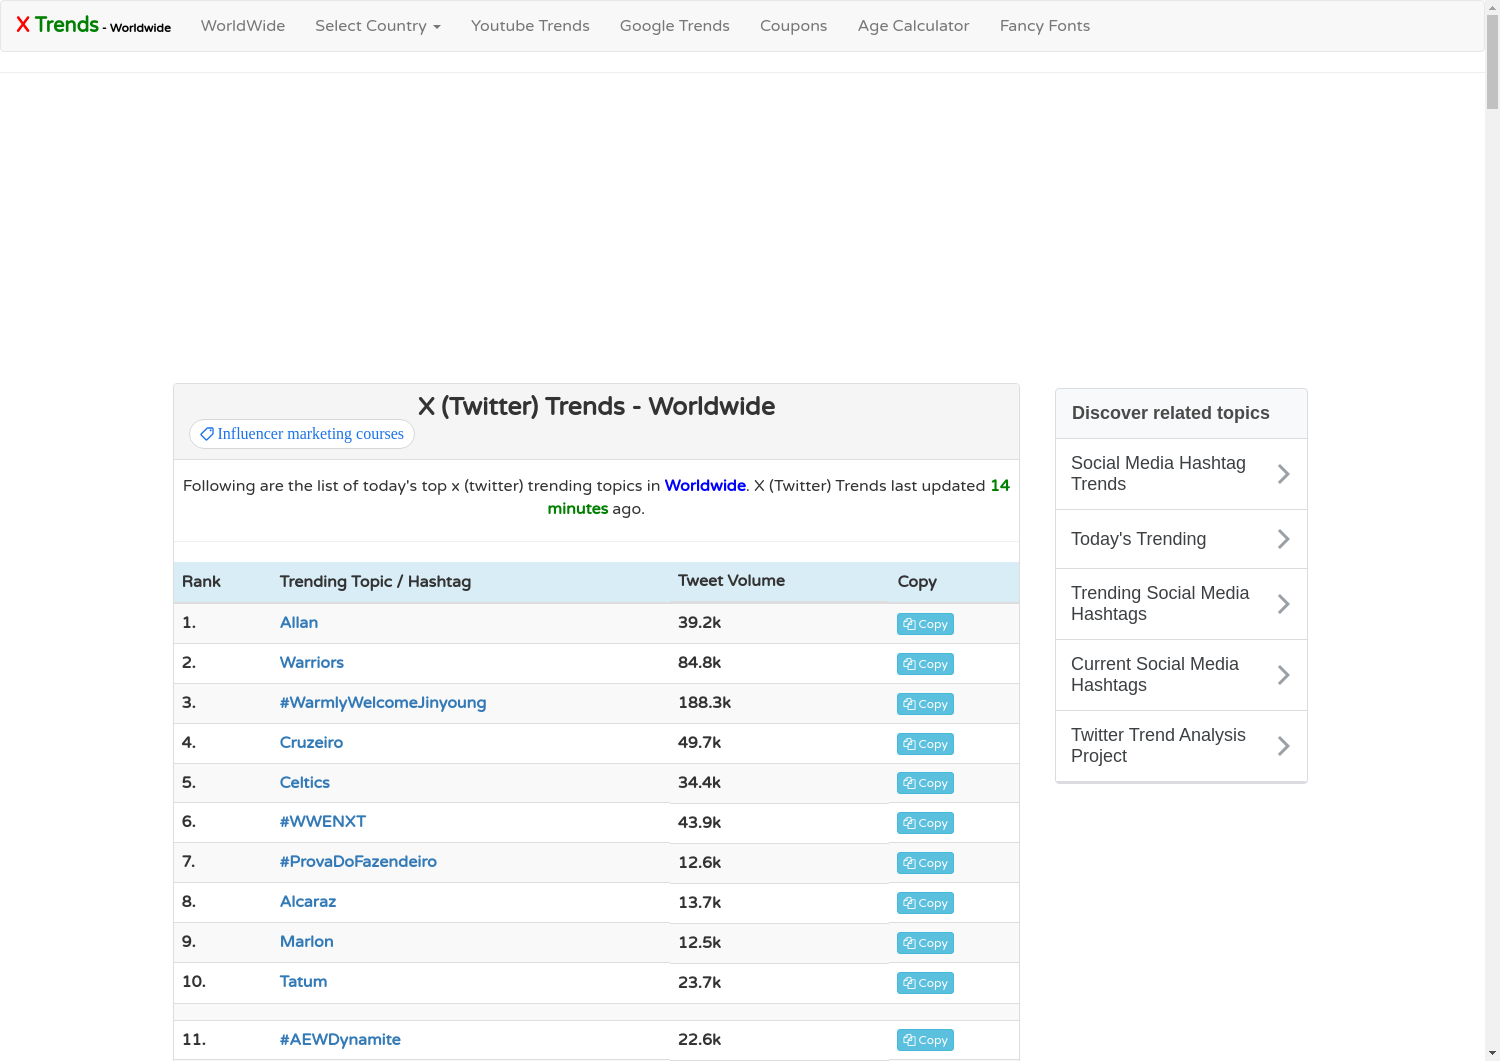 X Trends - Worldwide WorldWide Select Country Youtube Trends Google Trends Coupons Age Calculator Fancy Fonts
X (Twitter) Trends - Worldwide
Influencer marketing courses
Following are the list of today's top x (twitter) trending topics in Worldwide. X (Twitter) Trends last updated 14
minutes ago.
Rank Trending Topic / Hashtag Tweet Volume Copy
1. Allan 39.2k Copy
2. Warriors 84.8k Copy
3. #WarmlyWelcomeJinyoung 188.3k Copy
4. Cruzeiro 49.7k Copy
5. Celtics 34.4k Copy
6. #WWENXT 43.9k Copy
7. #ProvaDoFazendeiro 12.6k Copy
8. Alcaraz 13.7k Copy
9. Marlon 12.5k Copy
10. Tatum 23.7k Copy
11. #AEWDynamite 22.6k Copy
Discover related topics
Social Media Hashtag
Trends
Today's Trending
Trending Social Media
Hashtags
Current Social Media
Hashtags
Twitter Trend Analysis
Project